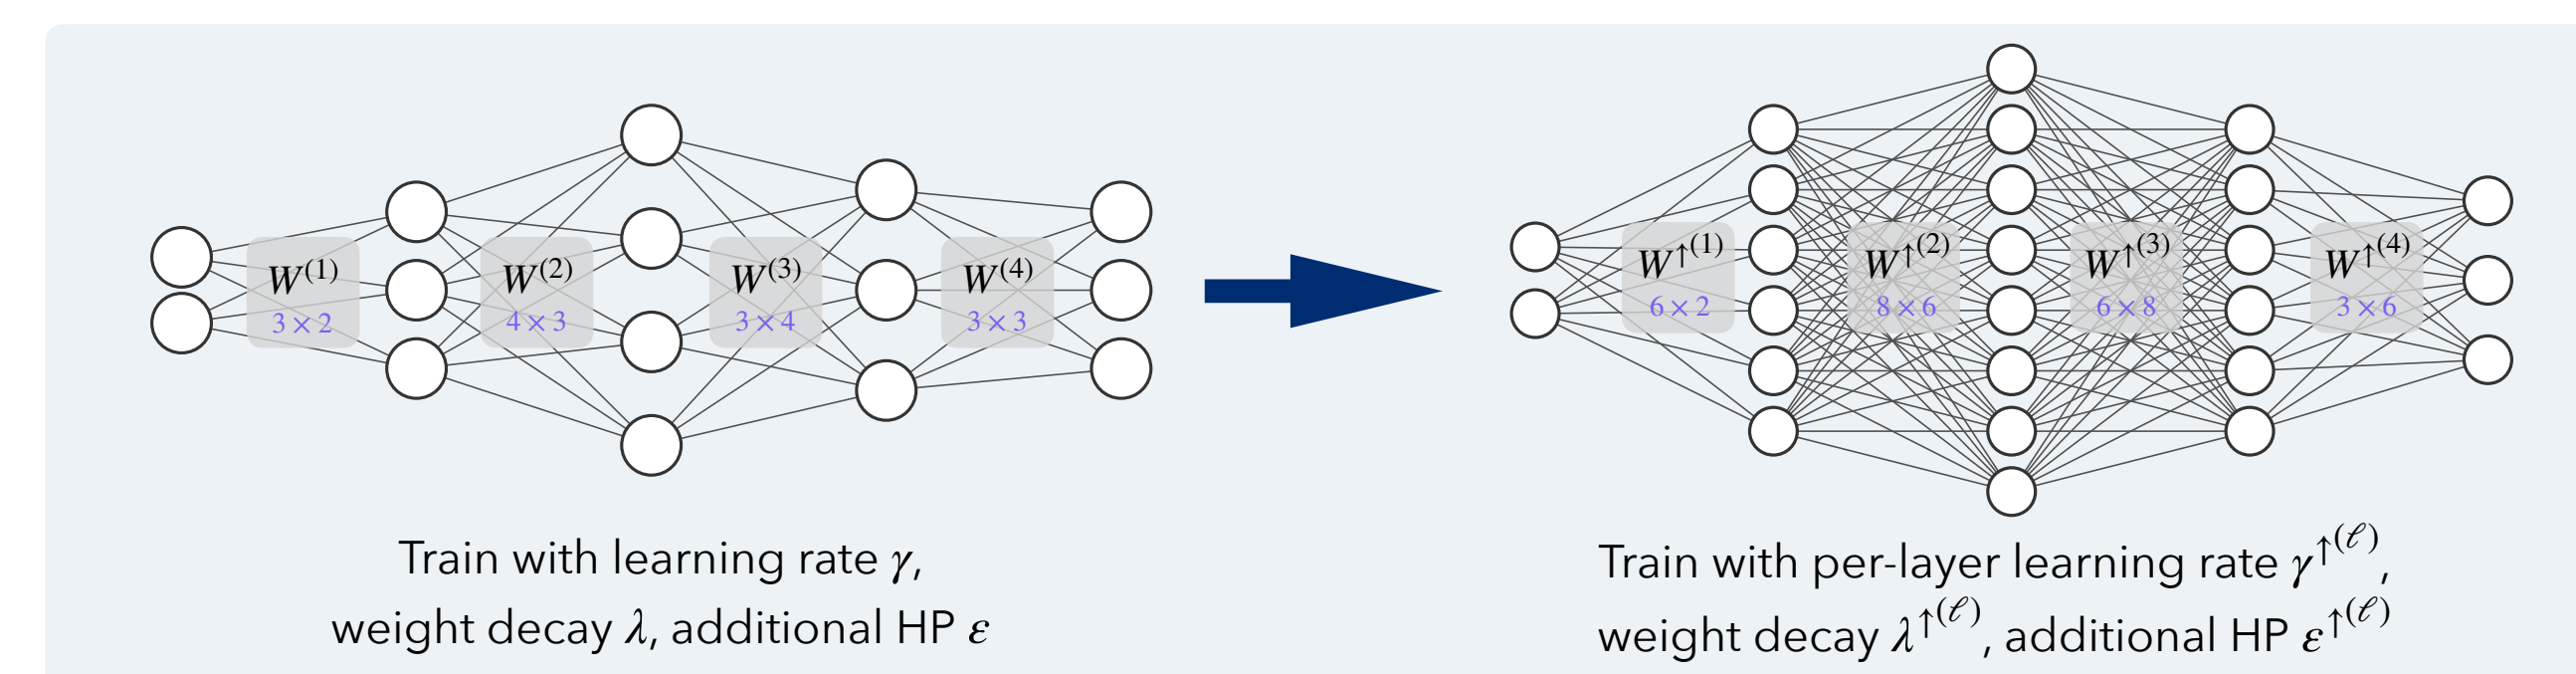 W(1)
3 × 2
W(2)
4 × 3
W(3)
3 × 4
W(4)
3 × 3
Train with learning rate γ,
weight decay λ, additional HP ε
W↑(1)
6 × 2
W↑(2)
8 × 6
W↑(3)
6 × 8
W↑(4)
3 × 6
Train with per-layer learning rate γ↑(ℓ),
weight decay λ↑(ℓ), additional HP ε↑(ℓ)